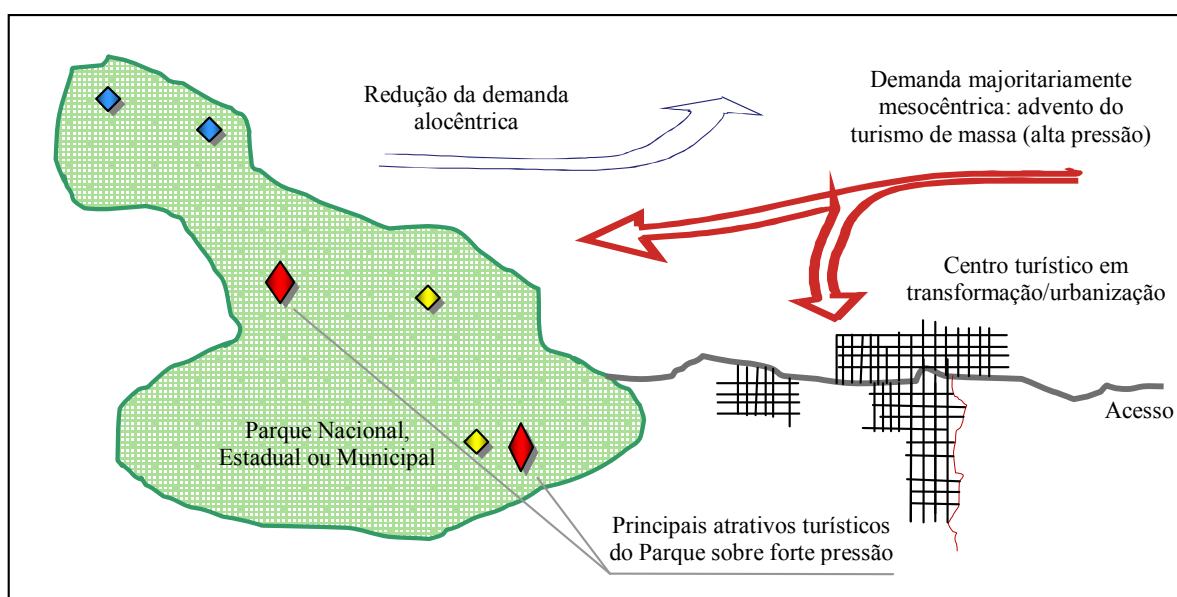 Redução da demanda
alocêntrica
Demanda majoritariamente
mesocêntrica: advento do
turismo de massa (alta pressão)
Centro turístico em
transformação/urbanização
Acesso
Parque Nacional,
Estadual ou Municipal
Principais atrativos turísticos
do Parque sobre forte pressão